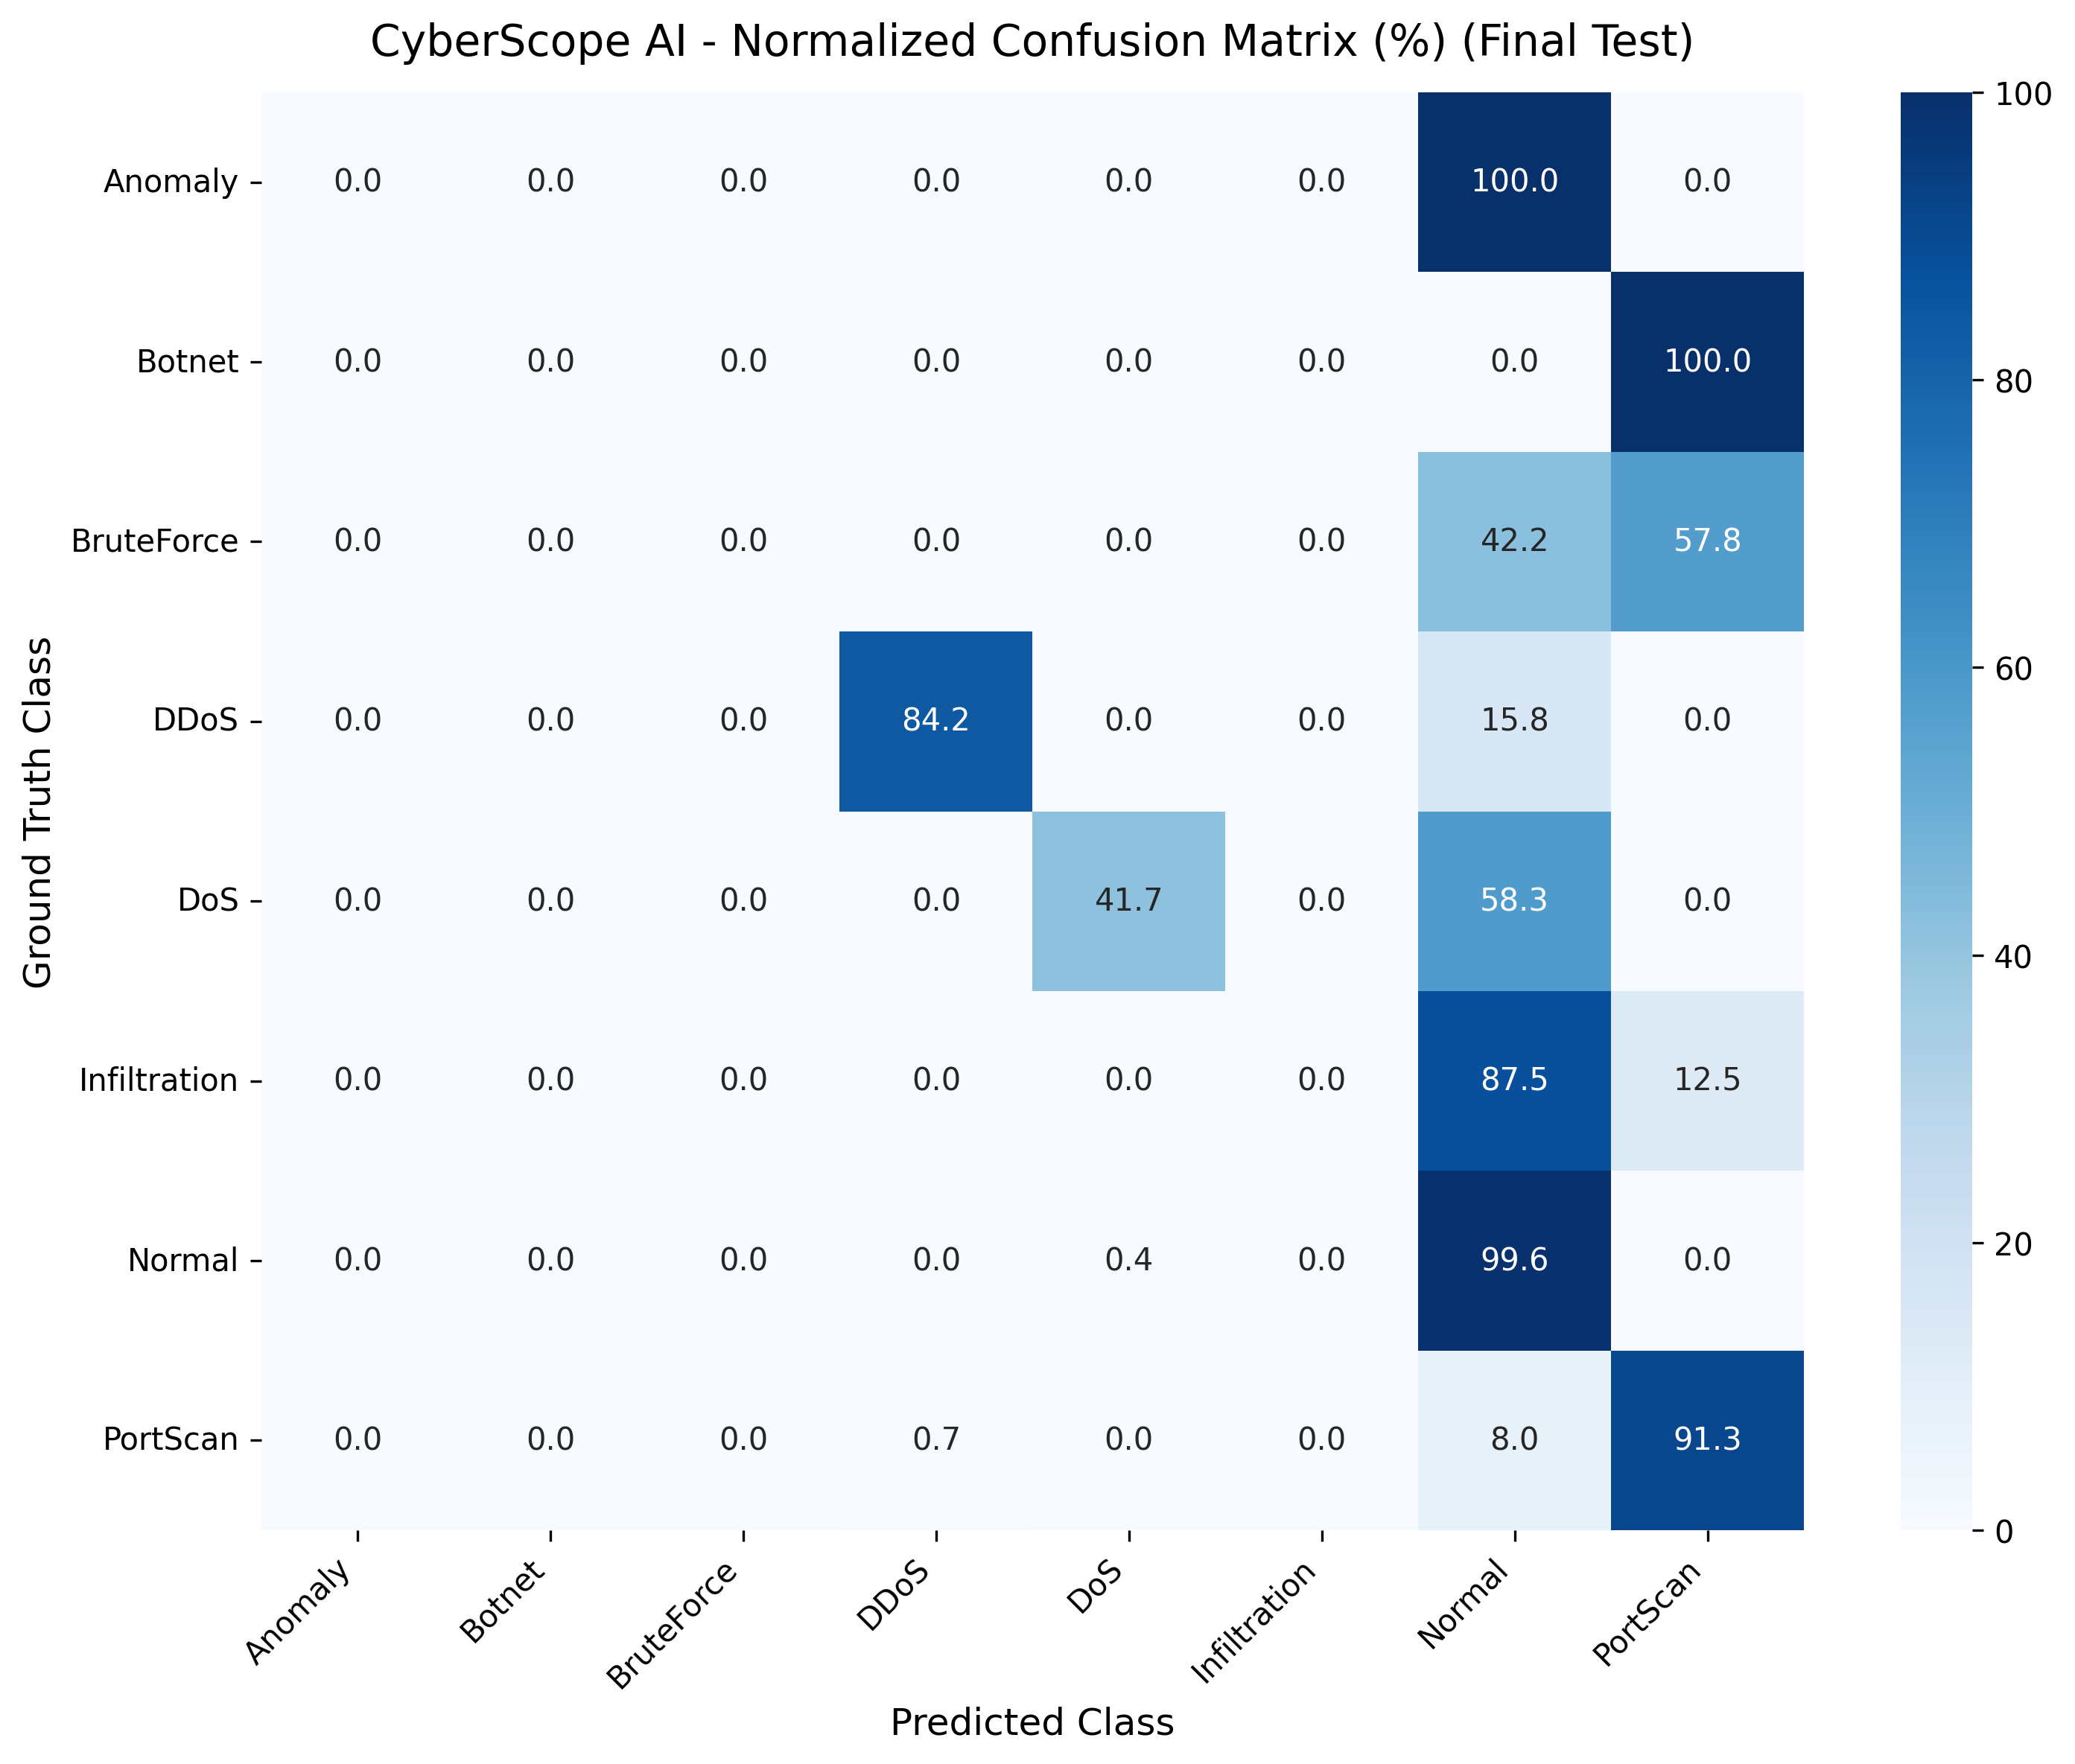 CyberScope AI - Normalized Confusion Matrix (%) (Final Test)
Ground Truth Class
Anomaly 0.0 0.0 0.0 0.0 0.0 0.0 100.0 0.0
Botnet 0.0 0.0 0.0 0.0 0.0 0.0 0.0 100.0
BruteForce 0.0 0.0 0.0 0.0 0.0 0.0 42.2 57.8
DDoS 0.0 0.0 0.0 84.2 0.0 0.0 15.8 0.0
DoS 0.0 0.0 0.0 0.0 41.7 0.0 58.3 0.0
Infiltration 0.0 0.0 0.0 0.0 0.0 0.0 87.5 12.5
Normal 0.0 0.0 0.0 0.0 0.4 0.0 99.6 0.0
PortScan 0.0 0.0 0.0 0.7 0.0 0.0 8.0 91.3
Anomaly Botnet BruteForce DDoS DoS Infiltration Normal PortScan
Predicted Class
100
80
60
40
20
0